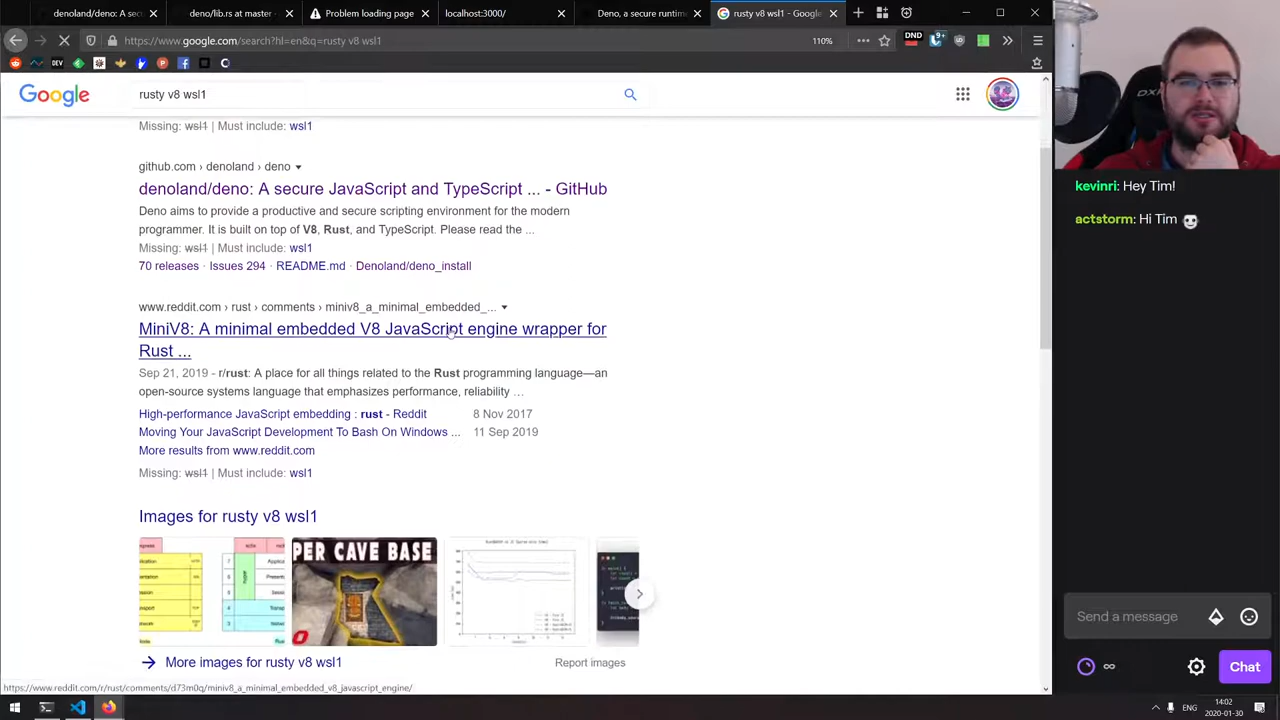 denoland/deno: A secu
deno/lib.rs at master
Problem loading page
localhost:3000/
Deno, a secure runtim
rusty v8 wsl1 - Google
https://www.google.com/search?hl=en&q=rusty v8 wsl1
110%
DND
9+
DEV
Google
rusty v8 wsl1
Missing: wsl1 | Must include: wsl1
github.com › denoland › deno
denoland/deno: A secure JavaScript and TypeScript ... - GitHub
Deno aims to provide a productive and secure scripting environment for the modern
programmer. It is built on top of V8, Rust, and TypeScript. Please read the ...
Missing: wsl1 | Must include: wsl1
70 releases · Issues 294 · README.md · Denoland/deno_install
www.reddit.com › rust › comments › miniv8_a_minimal_embedded_...
MiniV8: A minimal embedded V8 JavaScript engine wrapper for
Rust ...
Sep 21, 2019 - r/rust: A place for all things related to the Rust programming language—an
open-source systems language that emphasizes performance, reliability ...
High-performance JavaScript embedding : rust - Reddit 8 Nov 2017
Moving Your JavaScript Development To Bash On Windows ... 11 Sep 2019
More results from www.reddit.com
Missing: wsl1 | Must include: wsl1
Images for rusty v8 wsl1
PER CAVE BASE
More images for rusty v8 wsl1
Report images
https://www.reddit.com/r/rust/comments/d73m0q/miniv8_a_minimal_embedded_v8_javascript_engine/
DX
kevinri: Hey Tim!
actstorm: Hi Tim
Send a message
∞
Chat
ENG
14:02
2020-01-30